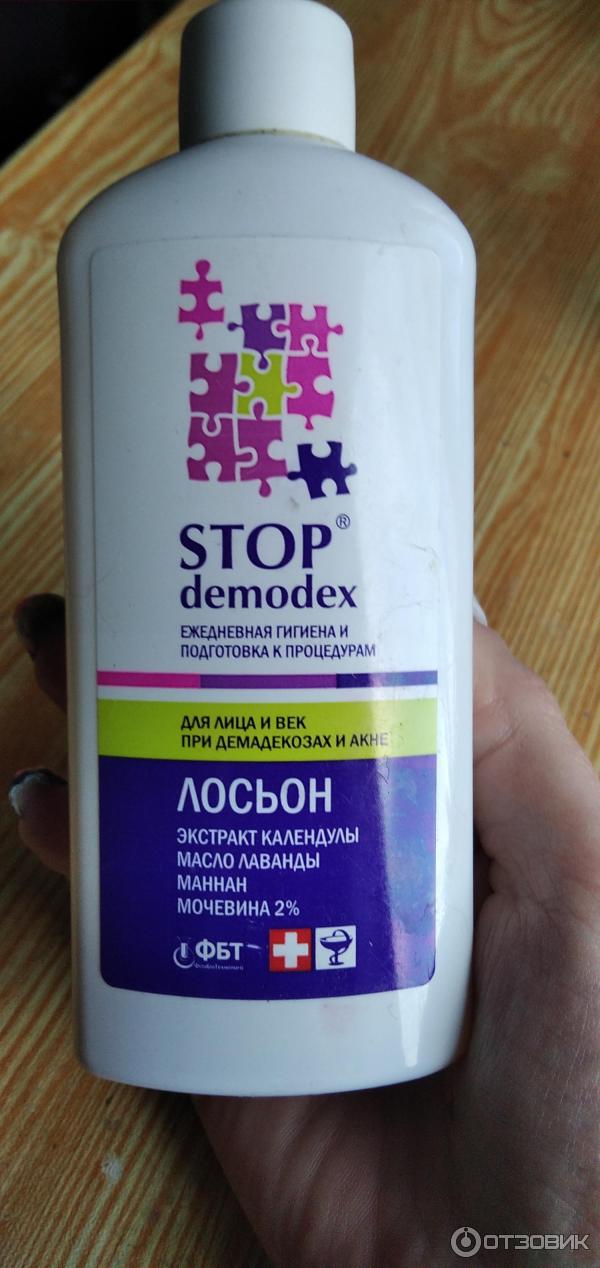 STOP®
demodex
ЕЖЕДНЕВНАЯ ГИГИЕНА И
ПОДГОТОВКА К ПРОЦЕДУРАМ
ДЛЯ ЛИЦА И ВЕК
ПРИ ДЕМАДЕКОЗАХ И АКНЕ
ЛОСЬОН
ЭКСТРАКТ КАЛЕНДУЛЫ
МАСЛО ЛАВАНДЫ
МАННАН
МОЧЕВИНА 2%
ФБТ
ОТЗОВИК